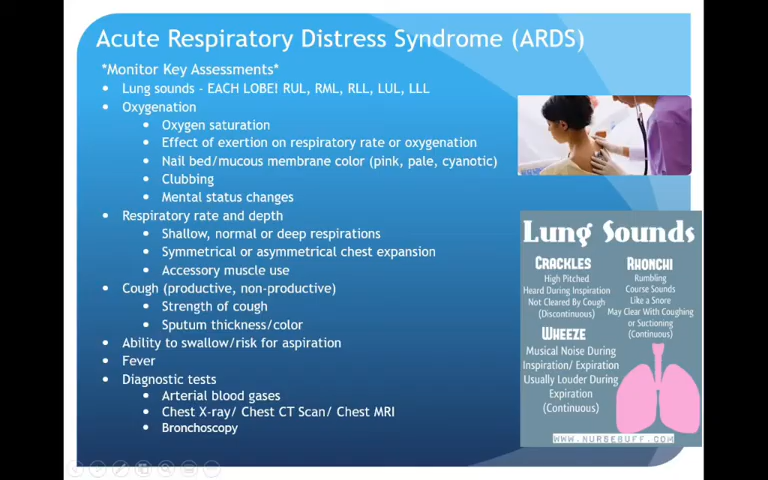 Acute Respiratory Distress Syndrome (ARDS)
*Monitor Key Assessments*
• Lung sounds - EACH LOBE! RUL, RML, RLL, LUL, LLL
• Oxygenation
• Oxygen saturation
• Effect of exertion on respiratory rate or oxygenation
• Nail bed/mucous membrane color (pink, pale, cyanotic)
• Clubbing
• Mental status changes
• Respiratory rate and depth
• Shallow, normal or deep respirations
• Symmetrical or asymmetrical chest expansion
• Accessory muscle use
• Cough (productive, non-productive)
• Strength of cough
• Sputum thickness/color
• Ability to swallow/risk for aspiration
• Fever
• Diagnostic tests
• Arterial blood gases
• Chest X-ray/ Chest CT Scan/ Chest MRI
• Bronchoscopy
Lung Sounds
Crackles
High Pitched
Heard During Inspiration
Not Cleared By Cough
(Discontinuous)
Rhonchi
Rumbling
Course Sounds
Like a Snore
May Clear With Coughing
or Suctioning
(Continuous)
Wheeze
Musical Noise During
Inspiration/ Expiration
Usually Louder During
Expiration
(Continuous)
WWW.NURSEBUFF.COM